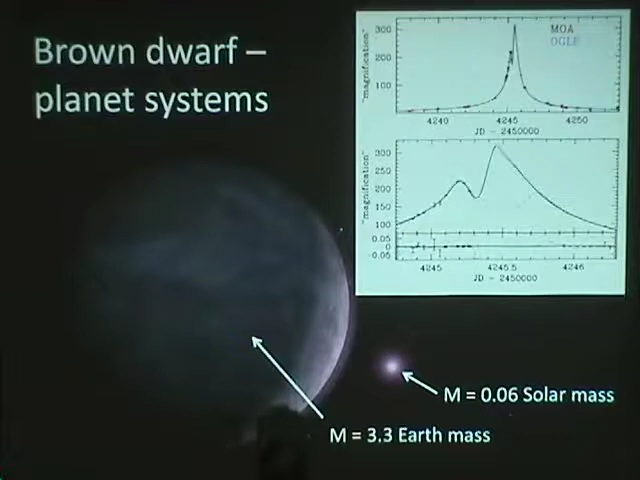 Brown dwarf –
planet systems
MOA
OGLE
"magnification"
300
200
100
4240
4245
4250
JD - 2450000
"magnification"
300
250
200
150
100
0.05
0
-0.05
4245
4245.5
4246
JD - 2450000
M = 0.06 Solar mass
M = 3.3 Earth mass